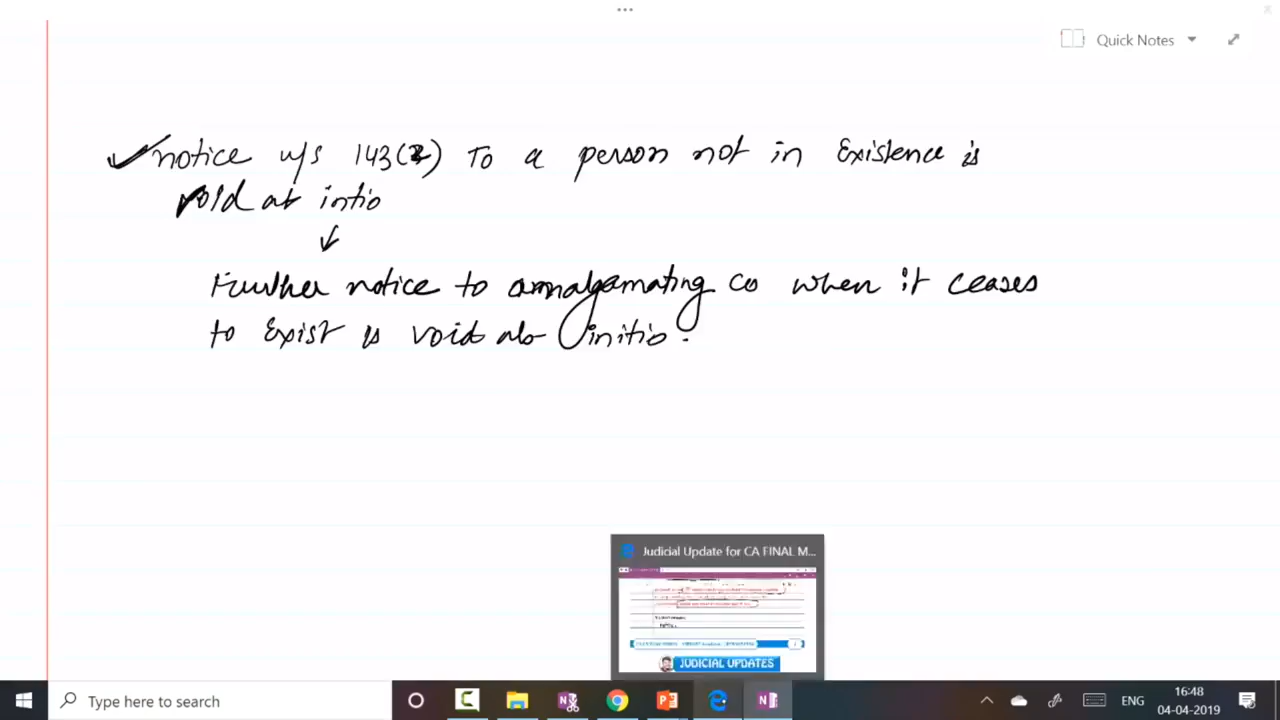 Quick Notes
notice u/s 143(2) To a person not in Existence is
void at intio
Further notice to amalgamating co when it ceases
to Exist is void ab initio.
Judicial Update for CA FINAL M...
JUDICIAL UPDATES
Type here to search
ENG
16:48
04-04-2019